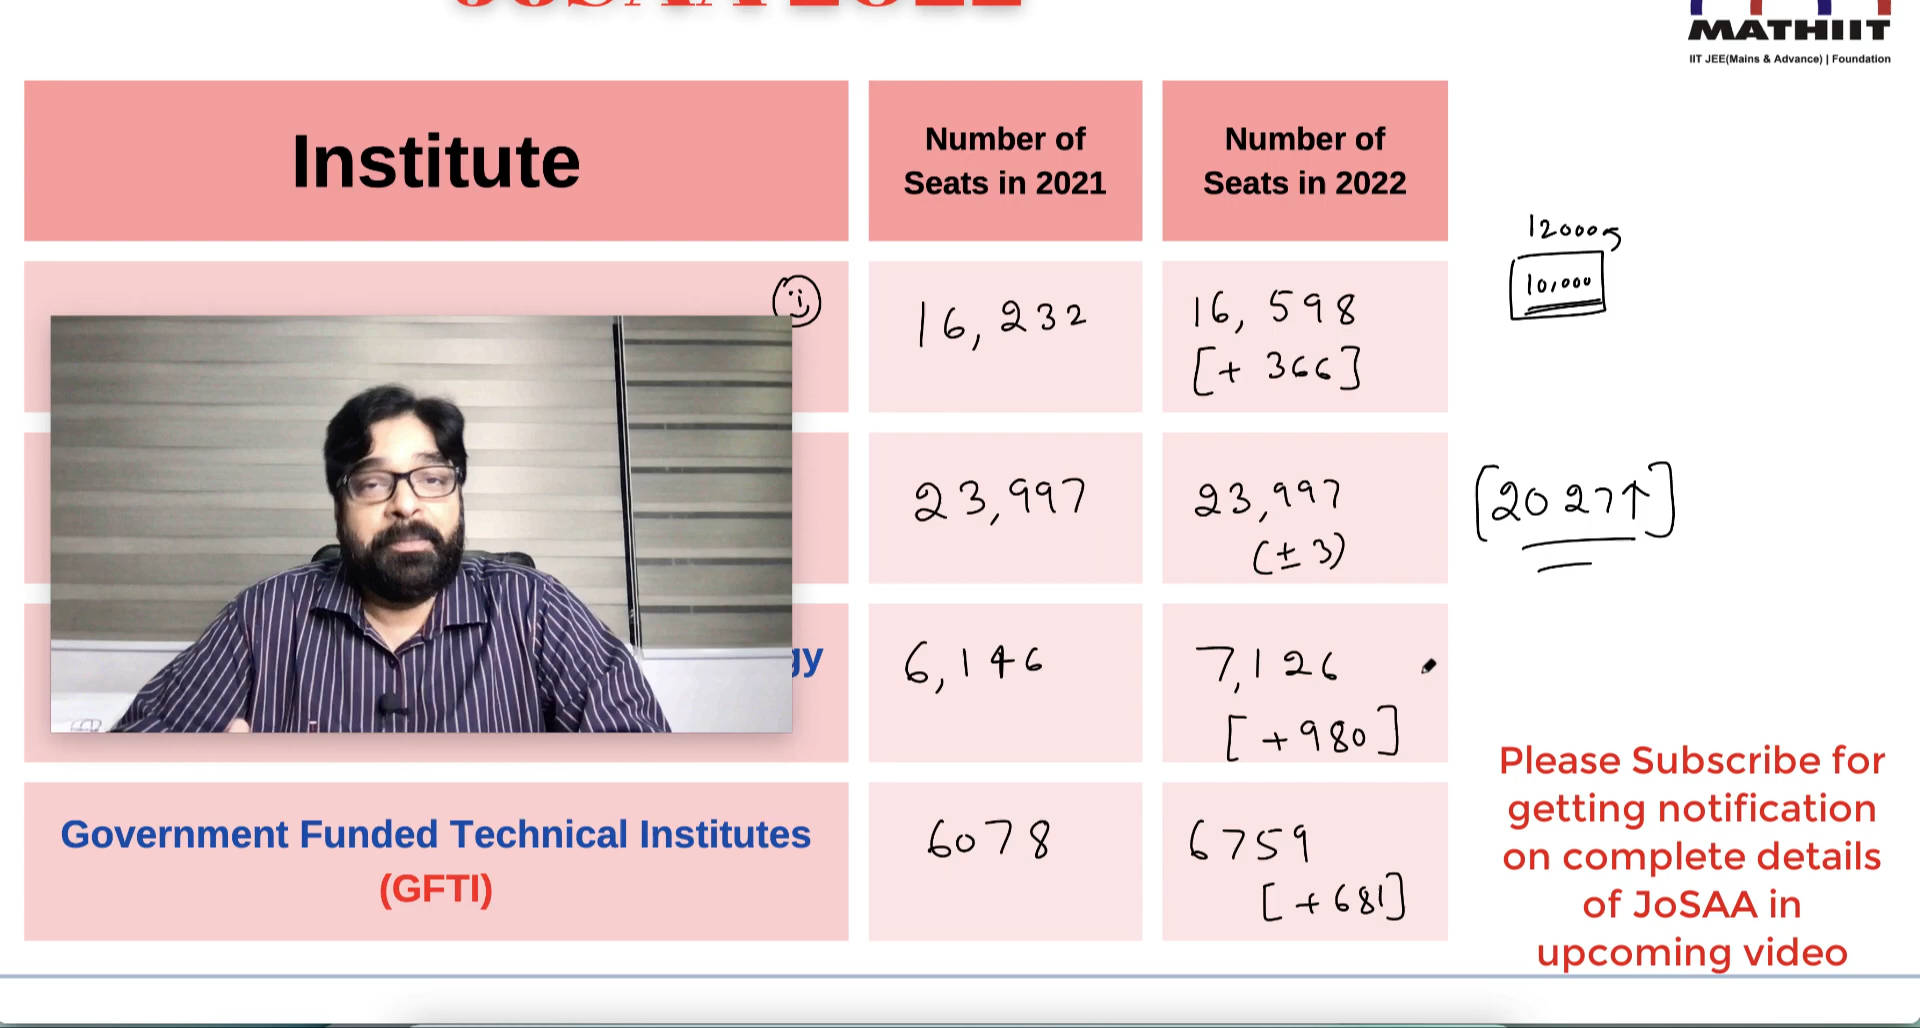 JoSAA 2022
MATHIIT
IIT JEE(Mains & Advance) | Foundation
Institute
Number of
Seats in 2021
Number of
Seats in 2022
12000
10,000
16,232
16,598
[+ 366]
23,997
23,997
(± 3)
[2027↑]
gy
6,146
7,126
[+980]
Government Funded Technical Institutes
(GFTI)
6078
6759
[+681]
Please Subscribe for
getting notification
on complete details
of JoSAA in
upcoming video